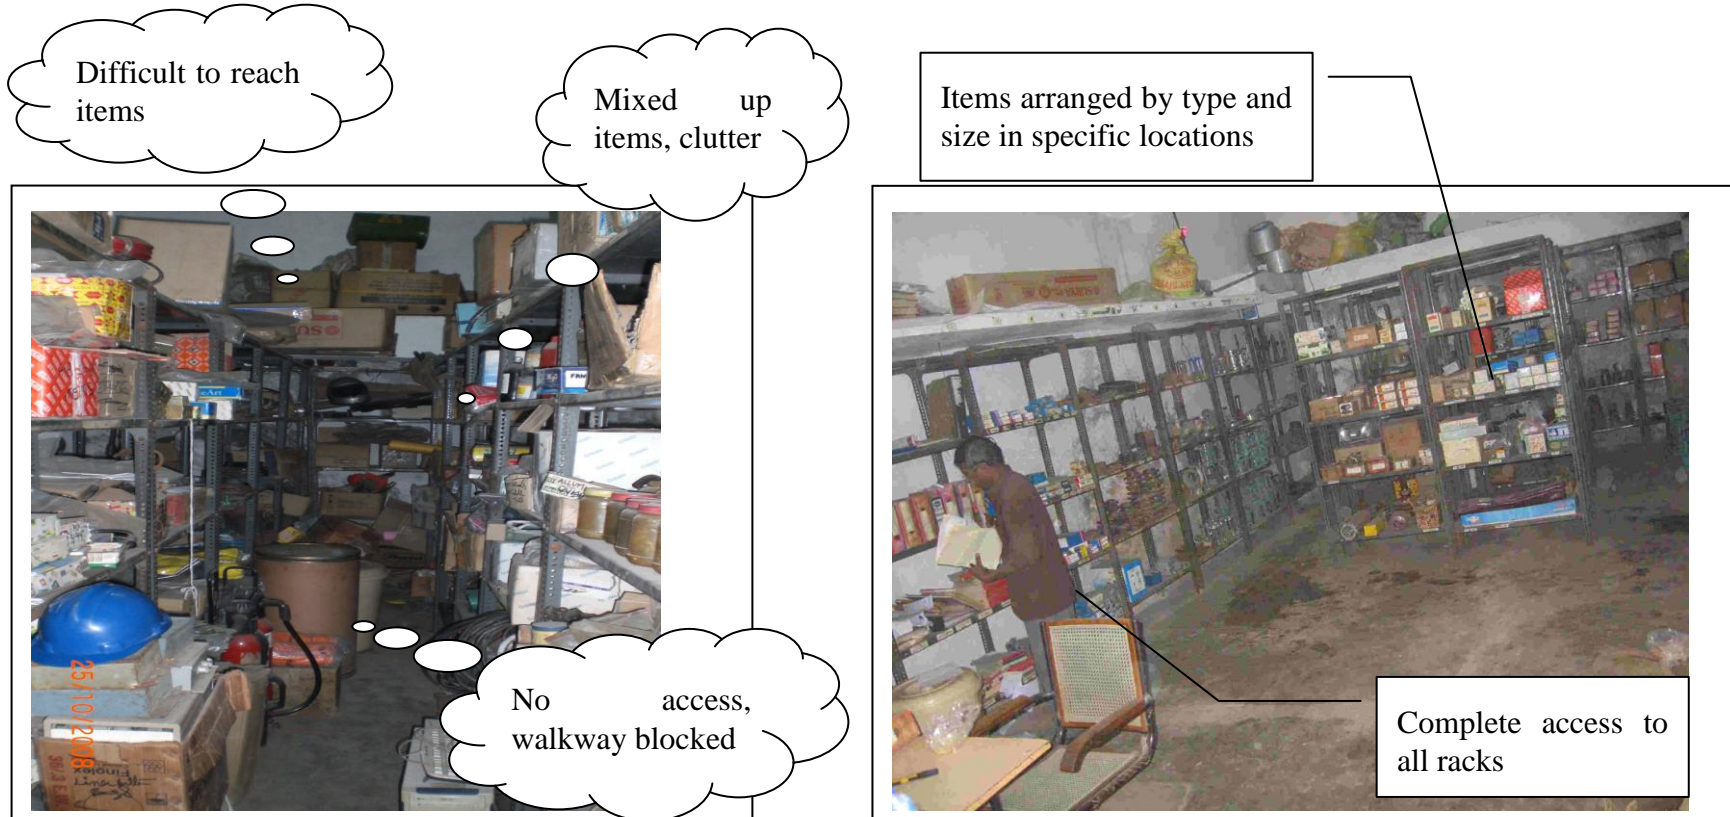 Difficult to reach
items
Mixed up
items, clutter
Items arranged by type and
size in specific locations
No access,
walkway blocked
Complete access to
all racks
25/10/2008
Finolex